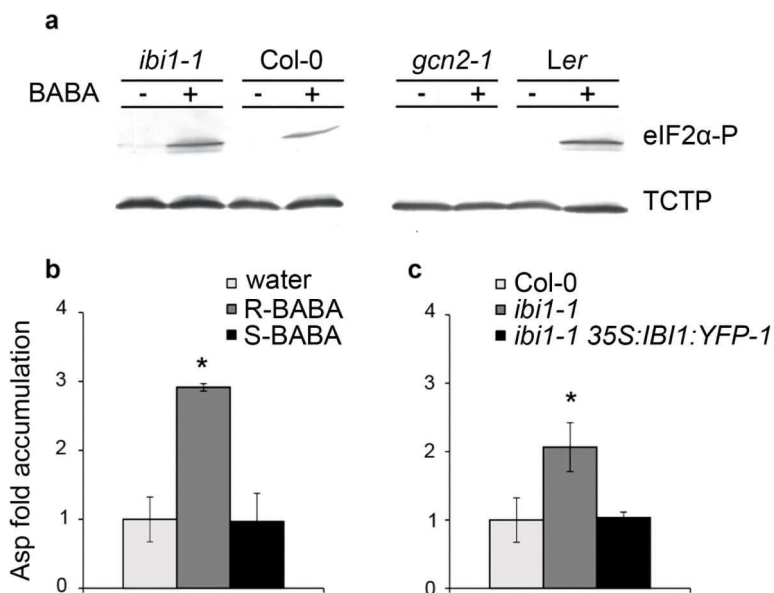 a
ibi1-1 Col-0 gcn2-1 Ler
BABA - + - + - + - +
eIF2α-P
TCTP
b
water
R-BABA
S-BABA
Asp fold accumulation
4
3
2
1
0
*
c
Col-0
ibi1-1
ibi1-1 35S:IBI1:YFP-1
4
3
2
1
0
*